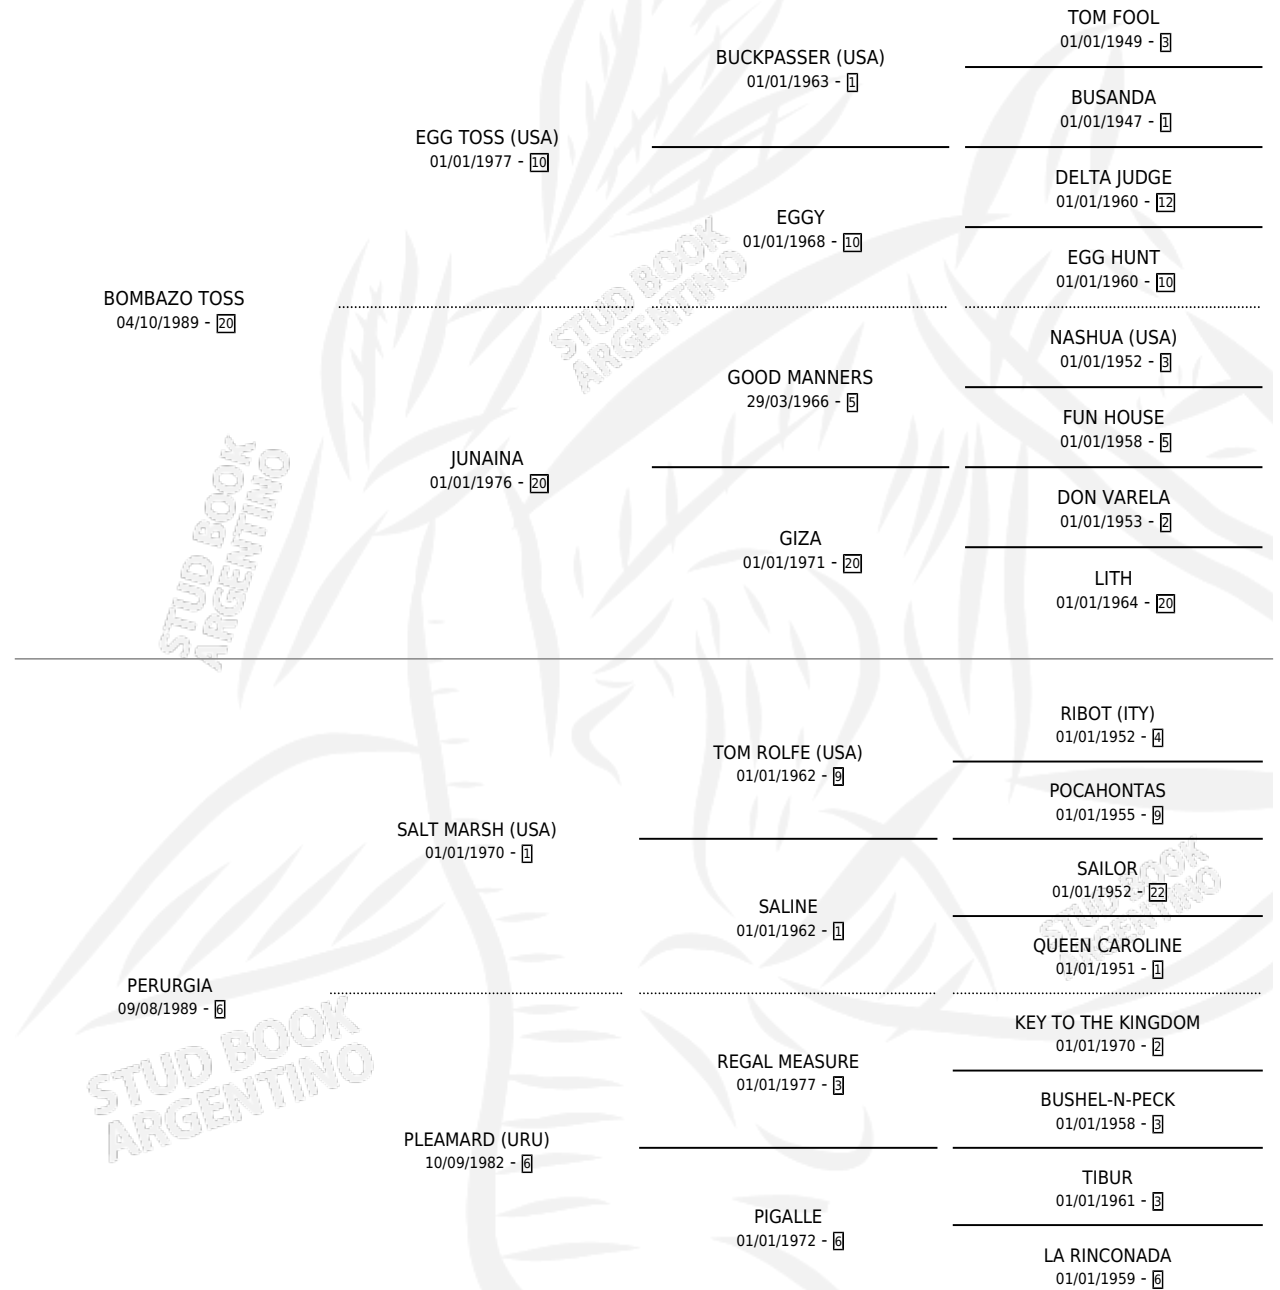 TOM FOOL
01/01/1949 - 3
BUCKPASSER (USA)
01/01/1963 - 1
BUSANDA
01/01/1947 - 1
EGG TOSS (USA)
01/01/1977 - 10
DELTA JUDGE
01/01/1960 - 12
EGGY
01/01/1968 - 10
EGG HUNT
01/01/1960 - 10
BOMBAZO TOSS
04/10/1989 - 20
NASHUA (USA)
01/01/1952 - 3
GOOD MANNERS
29/03/1966 - 5
FUN HOUSE
01/01/1958 - 5
JUNAINA
01/01/1976 - 20
DON VARELA
01/01/1953 - 2
GIZA
01/01/1971 - 20
LITH
01/01/1964 - 20
STUD BOOK
ARGENTINO
STUD BOOK
ARGENTINO
RIBOT (ITY)
01/01/1952 - 4
TOM ROLFE (USA)
01/01/1962 - 9
POCAHONTAS
01/01/1955 - 9
SALT MARSH (USA)
01/01/1970 - 1
SAILOR
01/01/1952 - 22
SALINE
01/01/1962 - 1
QUEEN CAROLINE
01/01/1951 - 1
PERURGIA
09/08/1989 - 6
KEY TO THE KINGDOM
01/01/1970 - 2
REGAL MEASURE
01/01/1977 - 3
BUSHEL-N-PECK
01/01/1958 - 3
PLEAMARD (URU)
10/09/1982 - 6
TIBUR
01/01/1961 - 3
PIGALLE
01/01/1972 - 6
LA RINCONADA
01/01/1959 - 6
STUD BOOK
ARGENTINO
STUD BOOK
ARGENTINO